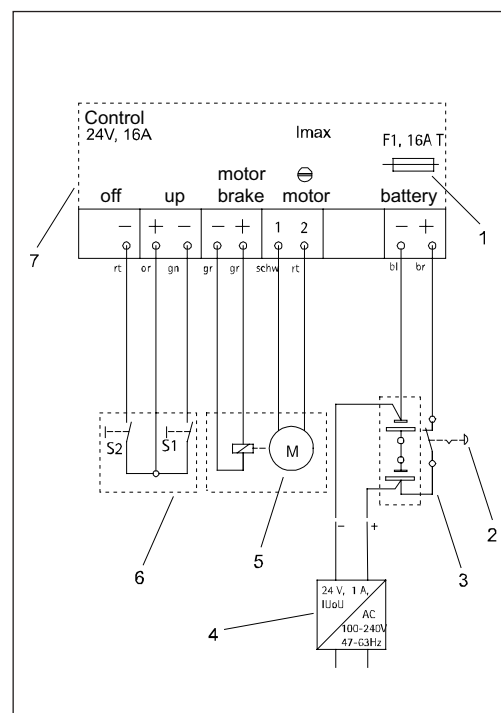 Control
24V, 16A
Imax
F1, 16A T
motor
off up brake motor battery
− + − − + 1 2 − +
rt or gn gr gr schw rt bl br
1
7
S2 S1 M
− +
2
3
5
6
4
24 V, 1 A,
IUoU
AC
100-240V
47-63Hz